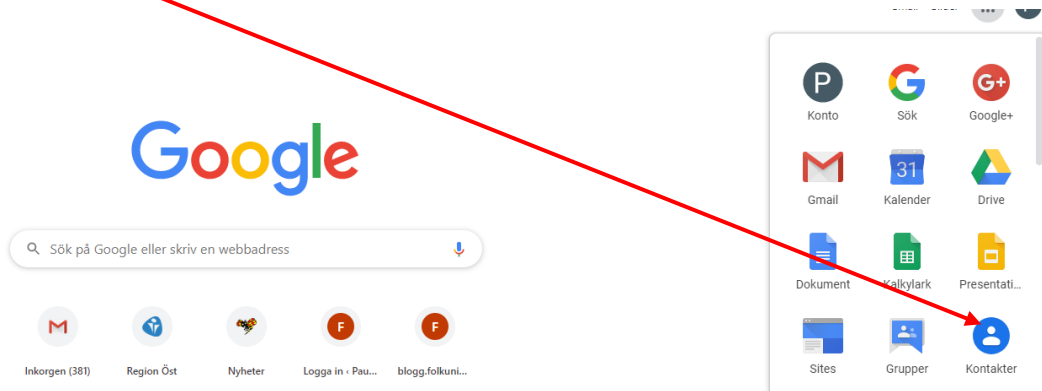 Google
Sök på Google eller skriv en webbadress
Inkorgen (381)
Region Öst
Nyheter
F
Logga in ‹ Pau...
F
blogg.folkuni...
P
Konto
G
Sök
G+
Google+
M
Gmail
31
Kalender
Drive
Dokument
Kalkylark
Presentati...
Sites
Grupper
Kontakter